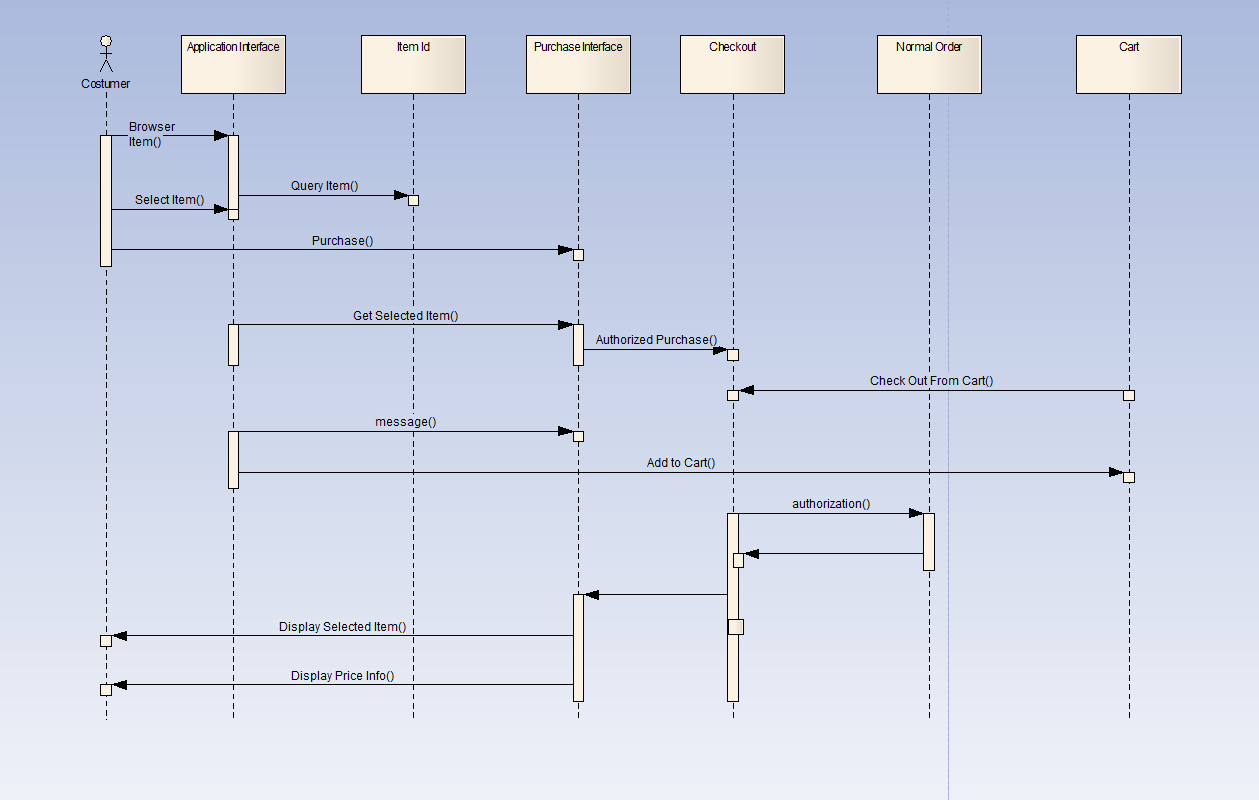 Application Interface
Item Id
Purchase Interface
Checkout
Normal Order
Cart
Costumer
Browser
Item()
Query Item()
Select Item()
Purchase()
Get Selected Item()
Authorized Purchase()
Check Out From Cart()
message()
Add to Cart()
authorization()
Display Selected Item()
Display Price Info()